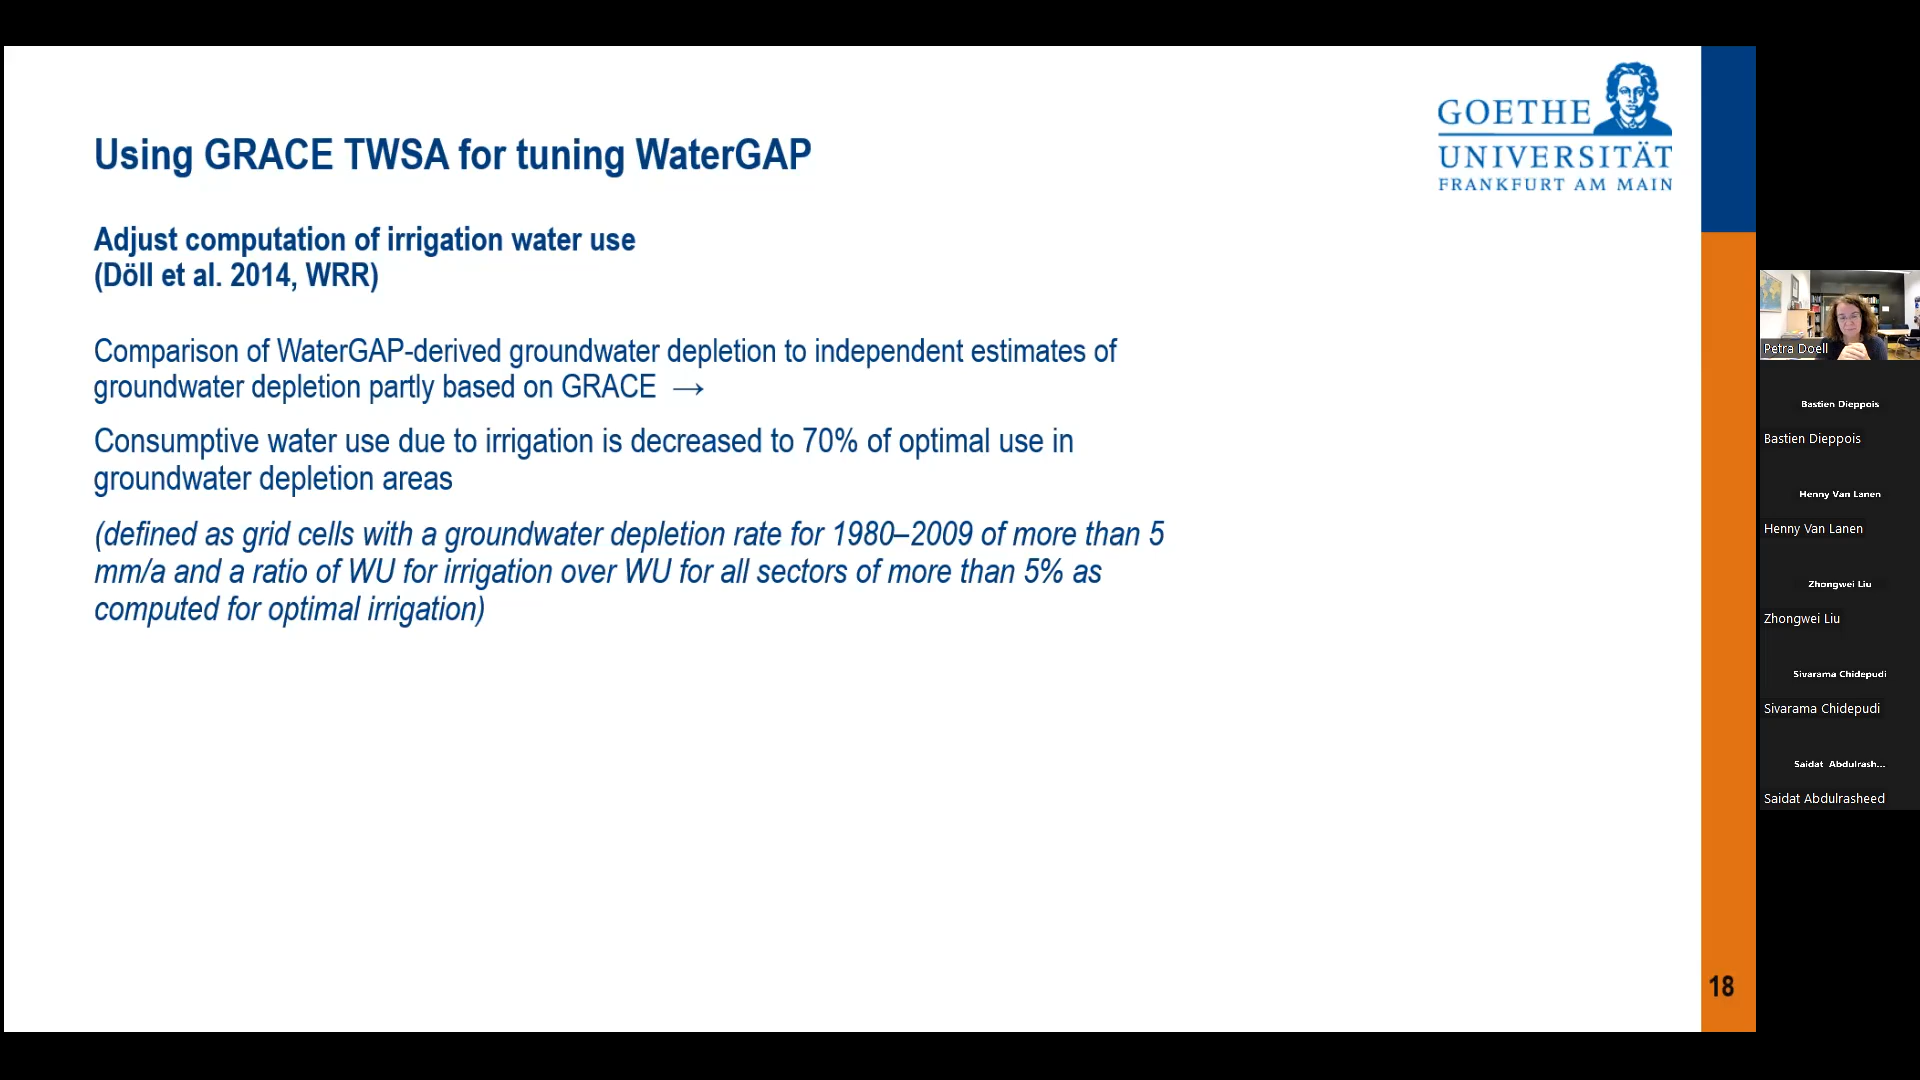 GOETHE
UNIVERSITÄT
FRANKFURT AM MAIN
Using GRACE TWSA for tuning WaterGAP
Adjust computation of irrigation water use
(Döll et al. 2014, WRR)
Comparison of WaterGAP-derived groundwater depletion to independent estimates of
groundwater depletion partly based on GRACE →
Consumptive water use due to irrigation is decreased to 70% of optimal use in
groundwater depletion areas
(defined as grid cells with a groundwater depletion rate for 1980–2009 of more than 5
mm/a and a ratio of WU for irrigation over WU for all sectors of more than 5% as
computed for optimal irrigation)
18
Petra Doell
Bastien Dieppois
Bastien Dieppois
Henny Van Lanen
Henny Van Lanen
Zhongwei Liu
Zhongwei Liu
Sivarama Chidepudi
Sivarama Chidepudi
Saidat Abdulrash...
Saidat Abdulrasheed